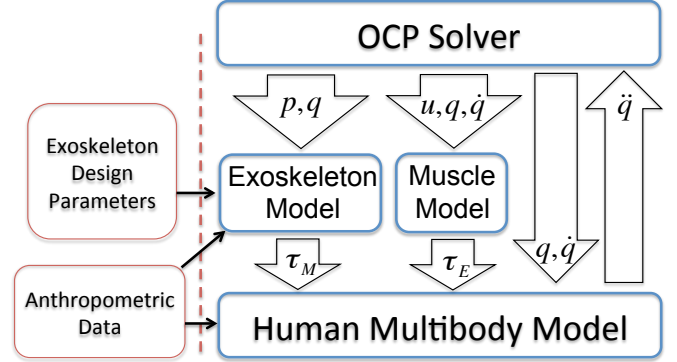 OCP Solver
p,q
u,q,q̇
q̈
Exoskeleton
Design
Parameters
Exoskeleton
Model
Muscle
Model
q,q̇
τ_M
τ_E
Anthropometric
Data
Human Multibody Model